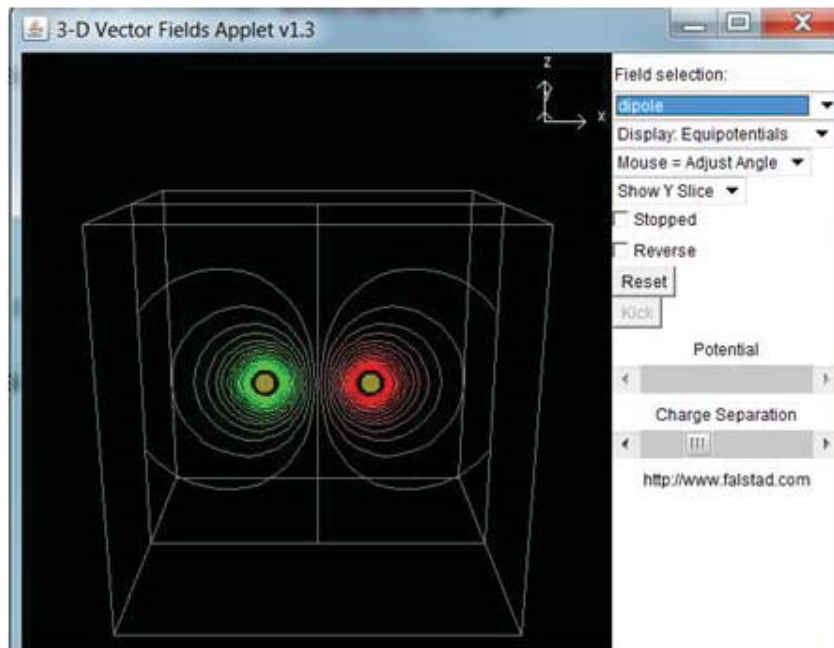 3-D Vector Fields Applet v1.3
z
y
x
Field selection:
dipole
Display: Equipotentials
Mouse = Adjust Angle
Show Y Slice
Stopped
Reverse
Reset
Kick
Potential
Charge Separation
http://www.falstad.com